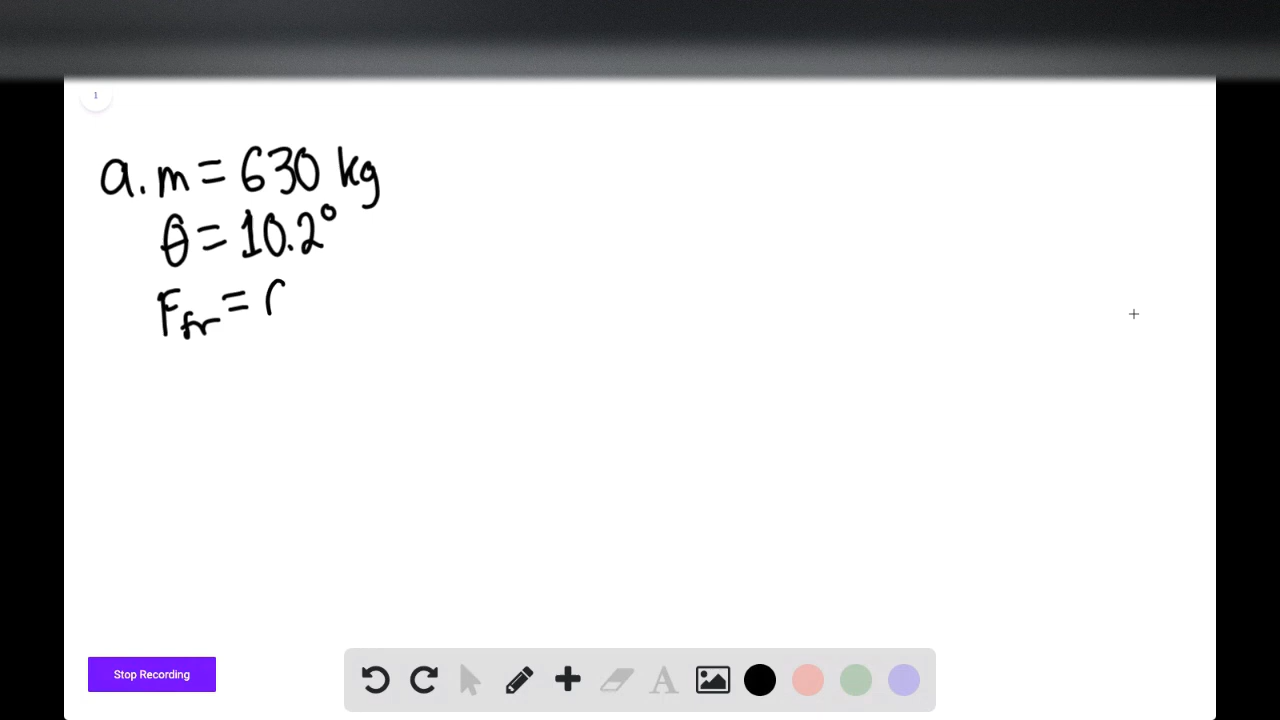 1
a. m = 630 kg
θ = 10.2°
Ffr =
Stop Recording
A